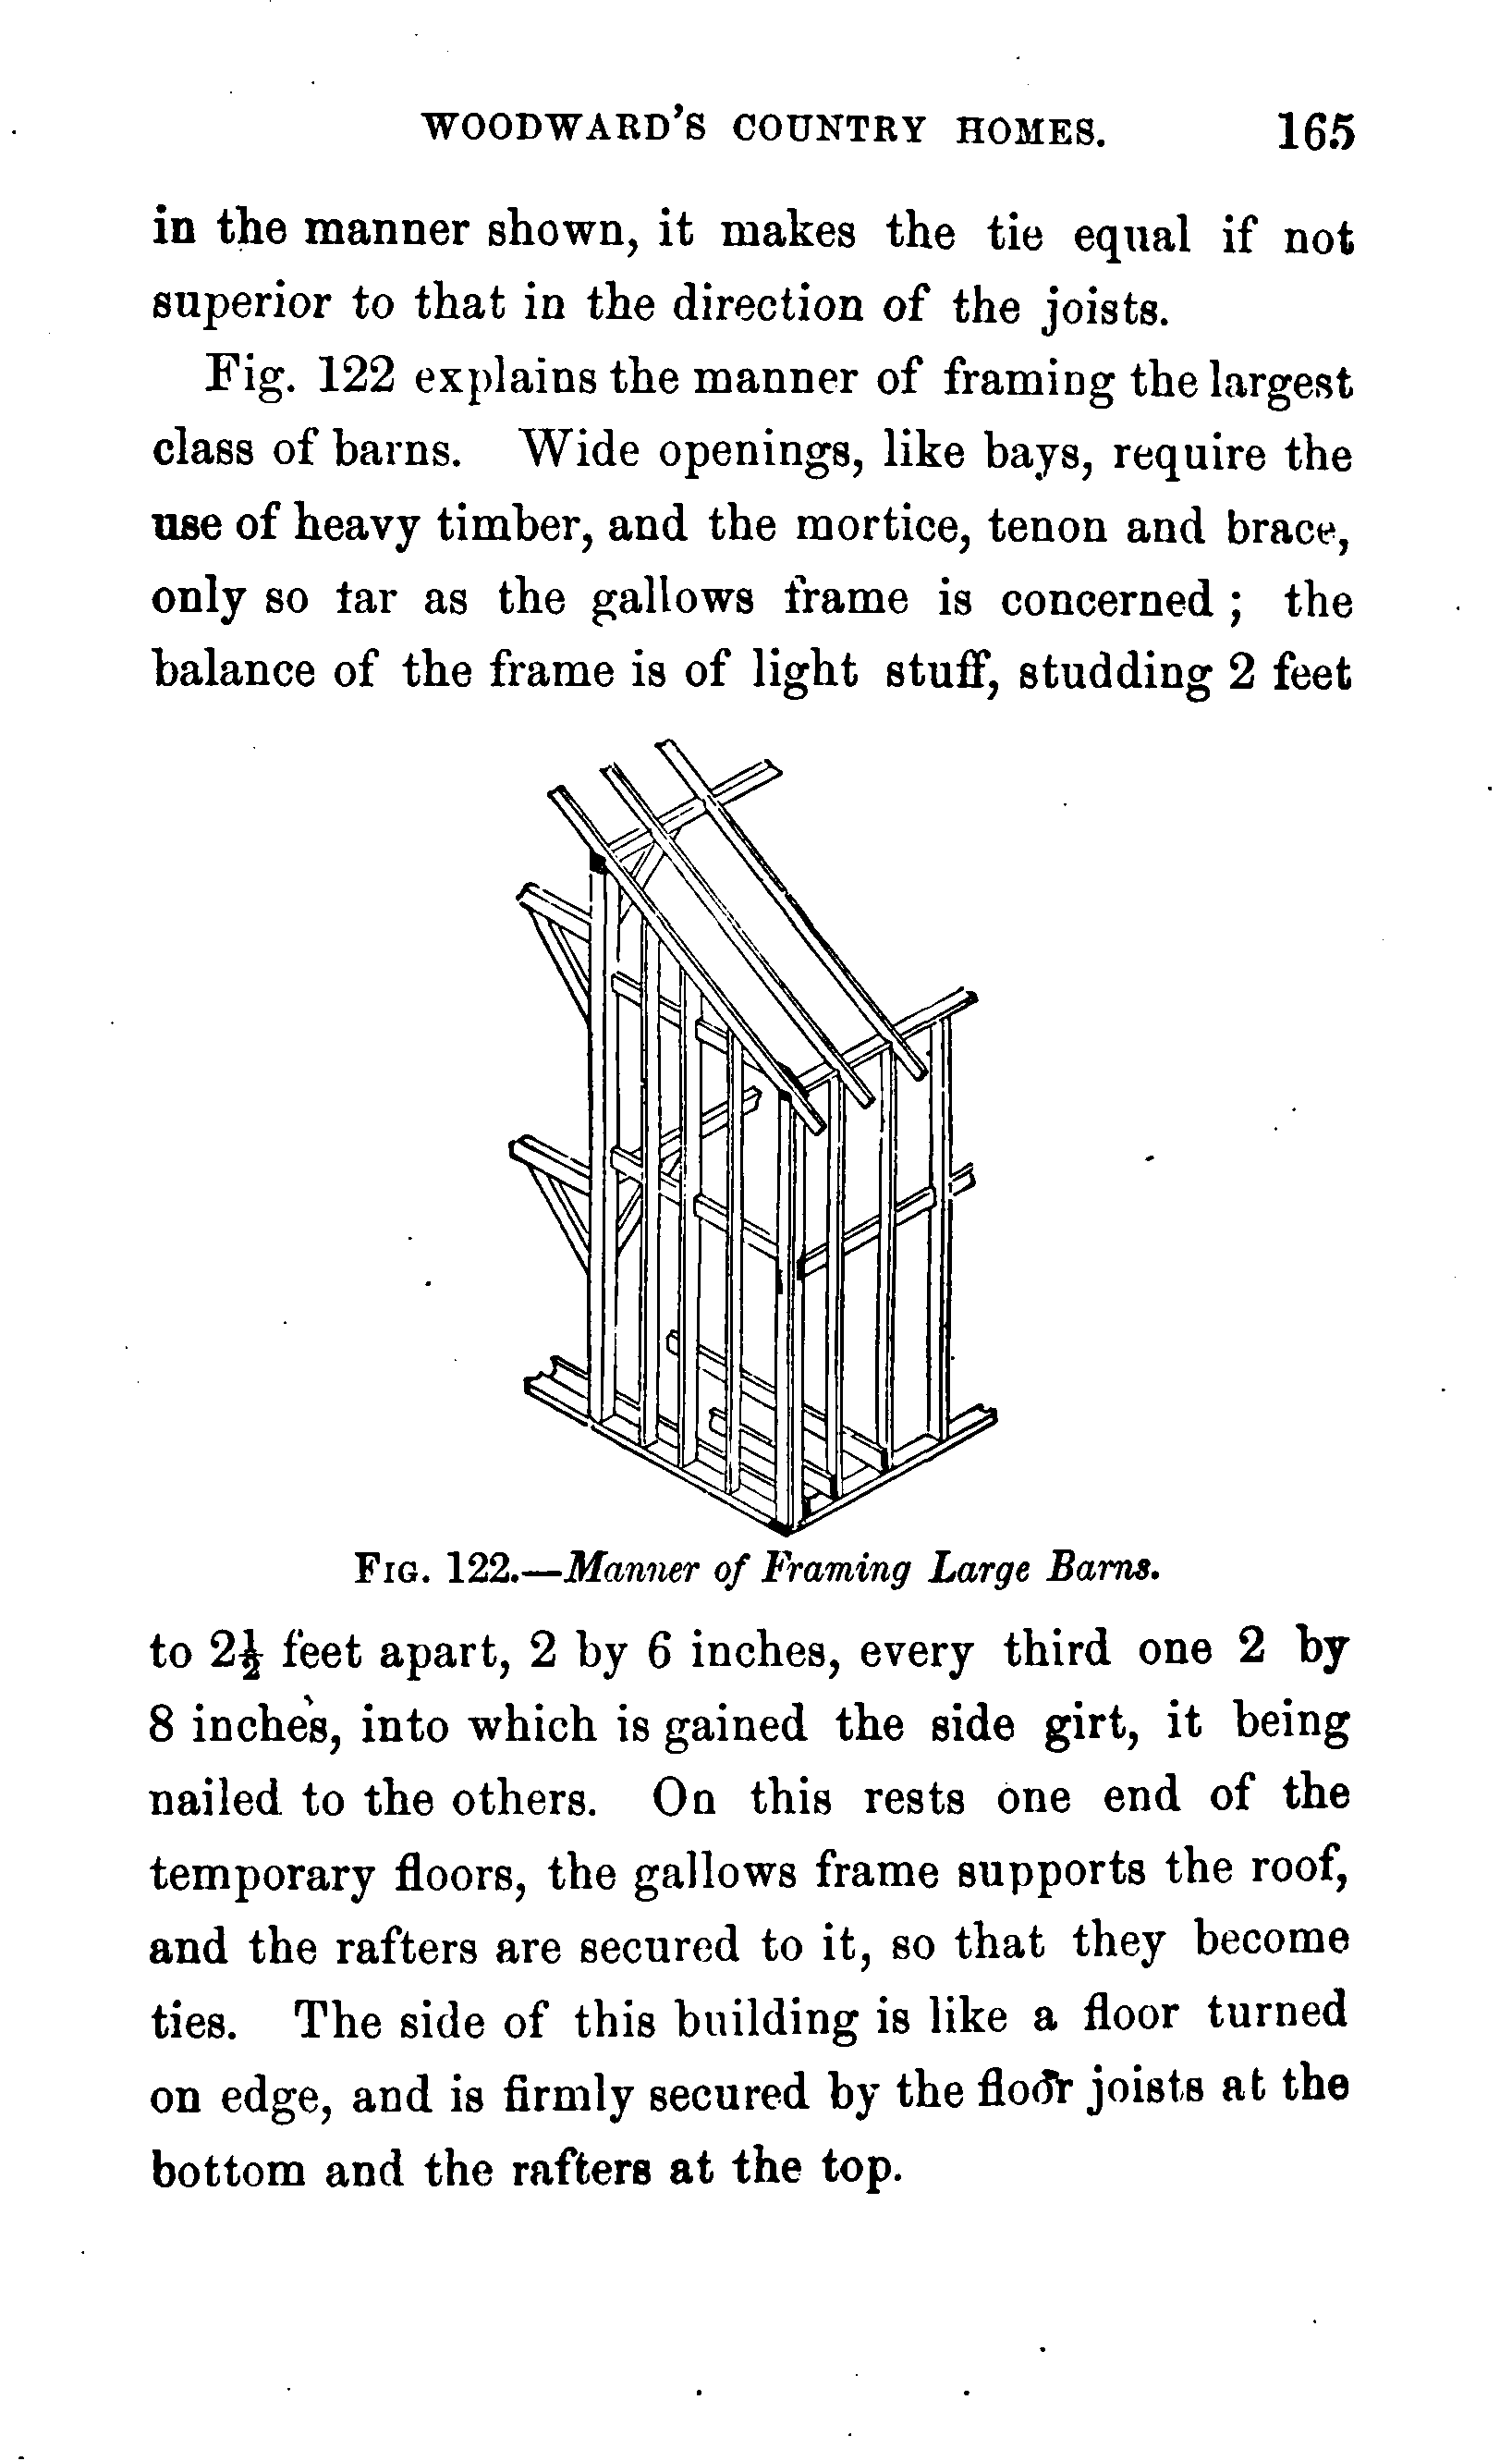 WOODWARD'S COUNTRY HOMES. 165
in the manner shown, it makes the tie equal if not
superior to that in the direction of the joists.
Fig. 122 explains the manner of framing the largest
class of barns. Wide openings, like bays, require the
use of heavy timber, and the mortice, tenon and brace,
only so far as the gallows frame is concerned; the
balance of the frame is of light stuff, studding 2 feet
FIG. 122.—Manner of Framing Large Barns.
to 2½ feet apart, 2 by 6 inches, every third one 2 by
8 inches, into which is gained the side girt, it being
nailed to the others. On this rests one end of the
temporary floors, the gallows frame supports the roof,
and the rafters are secured to it, so that they become
ties. The side of this building is like a floor turned
on edge, and is firmly secured by the floor joists at the
bottom and the rafters at the top.